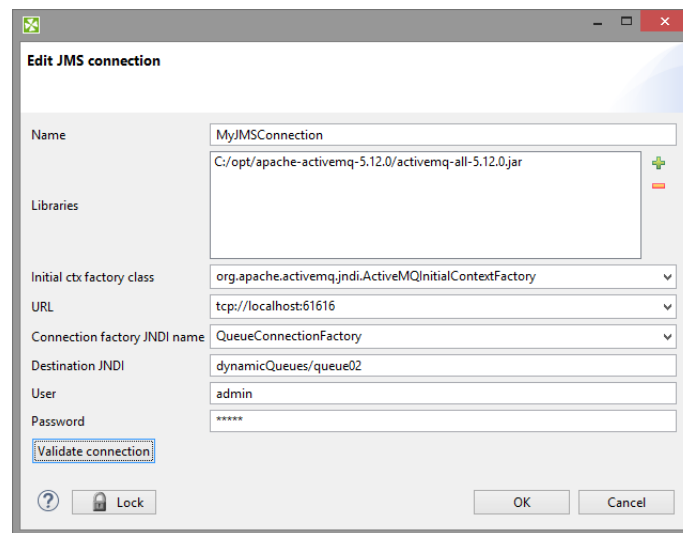 Edit JMS connection
Name MyJMSConnection
Libraries C:/opt/apache-activemq-5.12.0/activemq-all-5.12.0.jar
Initial ctx factory class org.apache.activemq.jndi.ActiveMQInitialContextFactory
URL tcp://localhost:61616
Connection factory JNDI name QueueConnectionFactory
Destination JNDI dynamicQueues/queue02
User admin
Password *****
Validate connection
? Lock OK Cancel